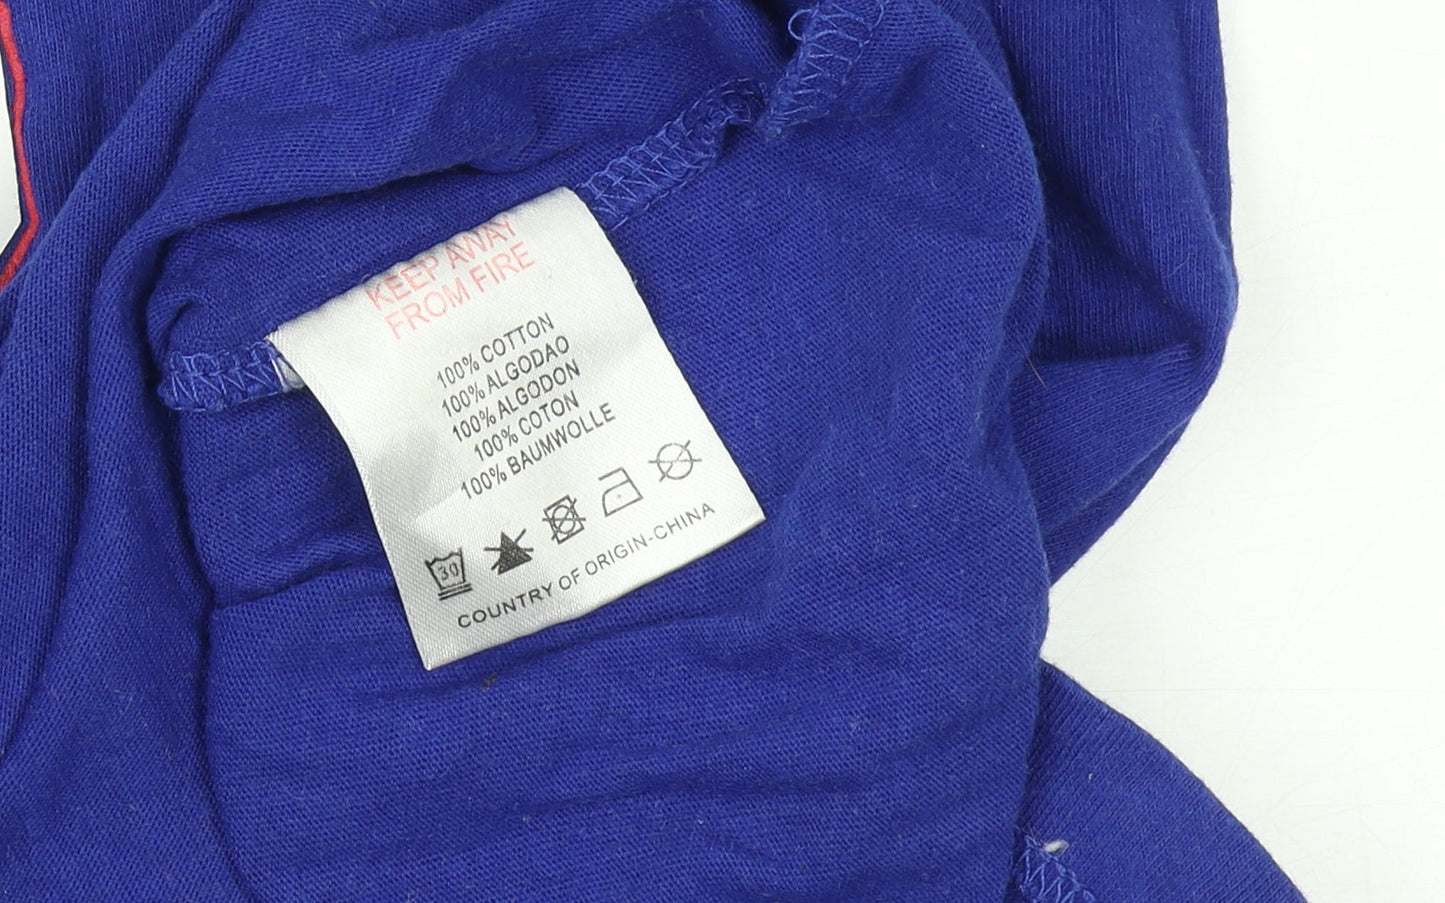 KEEP AWAY
FROM FIRE
100% COTTON
100% ALGODAO
100% ALGODON
100% COTON
100% BAUMWOLLE
30
COUNTRY OF ORIGIN-CHINA